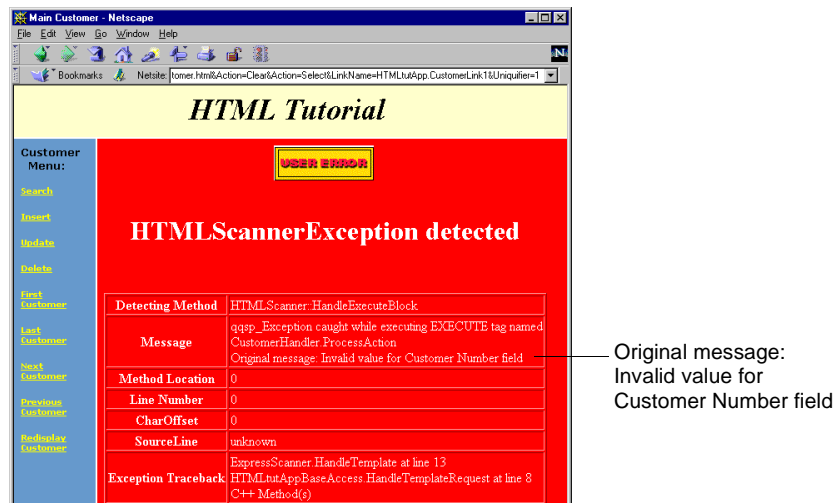 Main Customer - Netscape
File Edit View Go Window Help
N
Bookmarks Netsite: tomer.html&Action=Clear&Action=Select&LinkName=HTMLtutApp.CustomerLink1&Uniquifier=1
HTML Tutorial
Customer
Menu:
Search
Insert
Update
Delete
First
Customer
Last
Customer
Next
Customer
Previous
Customer
Redisplay
Customer
USER ERROR
HTMLScannerException detected
Detecting Method HTMLScanner::HandleExecuteBlock
Message qqsp_Exception caught while executing EXECUTE tag named
CustomerHandler.ProcessAction
Original message: Invalid value for Customer Number field
Method Location 0
Line Number 0
CharOffset 0
SourceLine unknown
Exception Traceback ExpressScanner.HandleTemplate at line 13
HTMLtutAppBaseAccess.HandleTemplateRequest at line 8
C++ Method(s)
Original message:
Invalid value for
Customer Number field